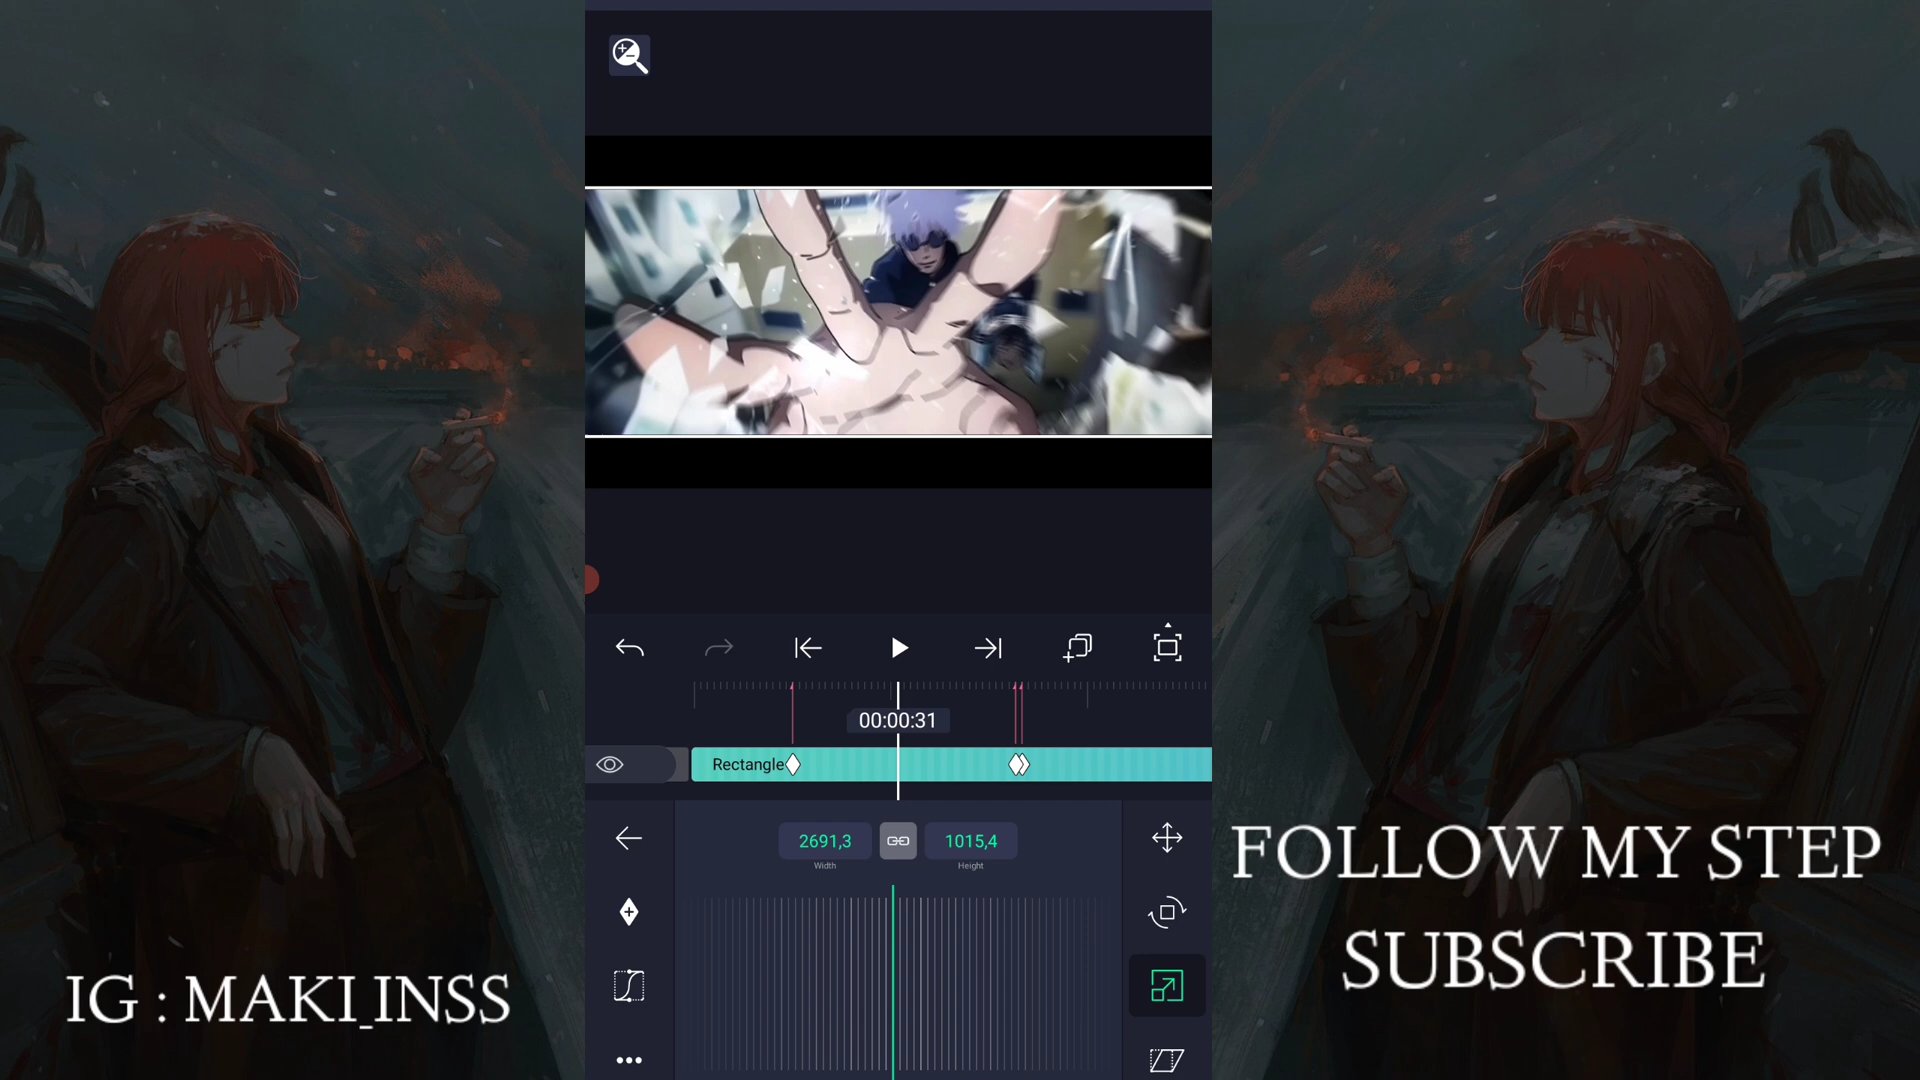 00:00:31
Rectangle
2691,3
1015,4
Width
Height
FOLLOW MY STEP
SUBSCRIBE
IG : MAKI_INSS